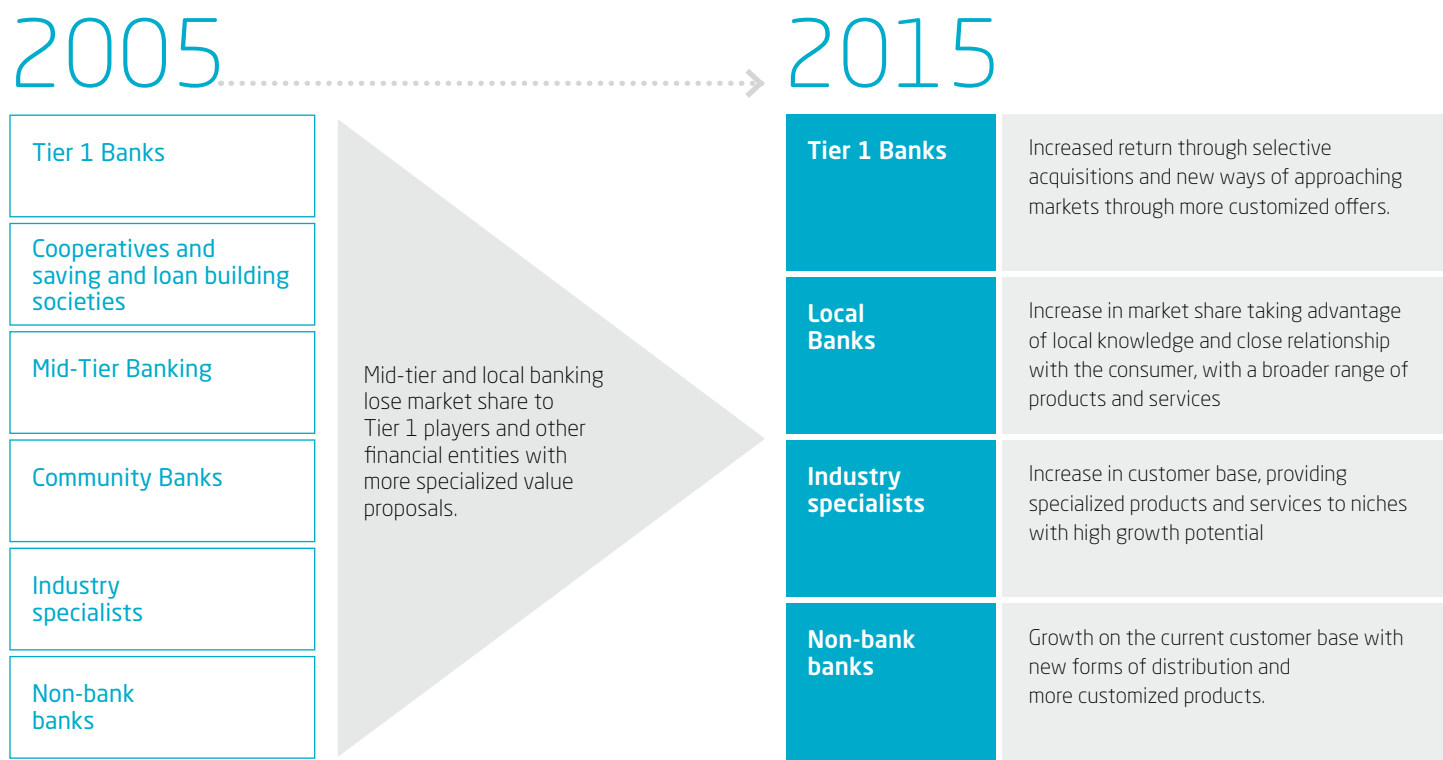 2005
2015
Tier 1 Banks
Cooperatives and
saving and loan building
societies
Mid-Tier Banking
Community Banks
Industry
specialists
Non-bank
banks
Mid-tier and local banking
lose market share to
Tier 1 players and other
financial entities with
more specialized value
proposals.
Tier 1 Banks
Increased return through selective
acquisitions and new ways of approaching
markets through more customized offers.
Local
Banks
Increase in market share taking advantage
of local knowledge and close relationship
with the consumer, with a broader range of
products and services
Industry
specialists
Increase in customer base, providing
specialized products and services to niches
with high growth potential
Non-bank
banks
Growth on the current customer base with
new forms of distribution and
more customized products.